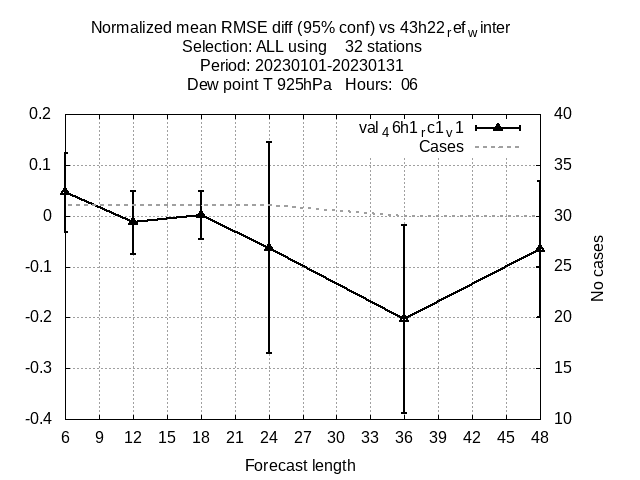 Normalized mean RMSE diff (95% conf) vs 43h22refwinter
Selection: ALL using 32 stations
Period: 20230101-20230131
Dew point T 925hPa Hours: 06
0.2 40
val46h1rc1v1
Cases
0.1 35
0 30
-0.1 25
-0.2 20
-0.3 15
-0.4 10
No cases
6 9 12 15 18 21 24 27 30 33 36 39 42 45 48
Forecast length